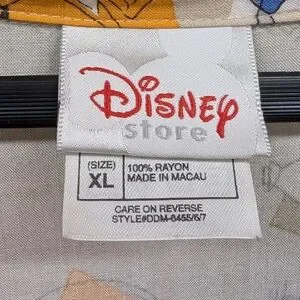 Disney
store
(SIZE)
XL
100% RAYON
MADE IN MACAU
CARE ON REVERSE
STYLE#DDM-8455/6/7